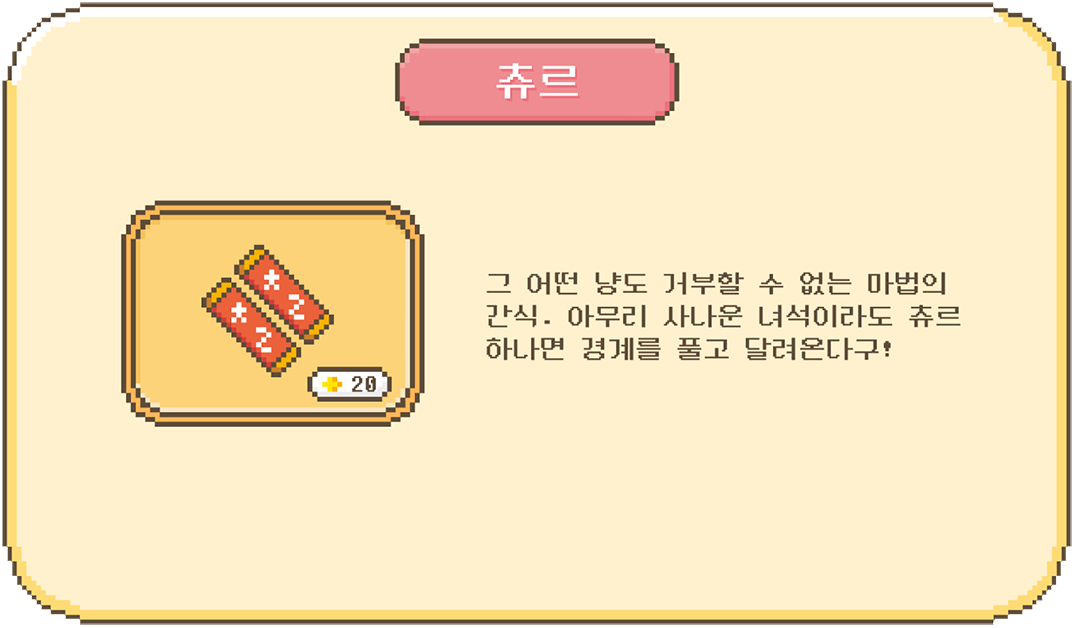 츄르
그 어떤 냥도 거부할 수 없는 마법의
간식. 아무리 사나운 녀석이라도 츄르
하나면 경계를 풀고 달려온다구!
20